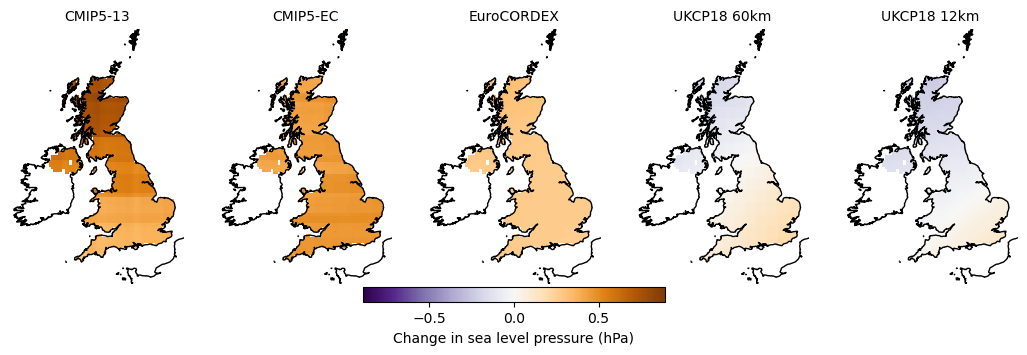 CMIP5-13 CMIP5-EC EuroCORDEX UKCP18 60km UKCP18 12km
−0.5 0.0 0.5
Change in sea level pressure (hPa)